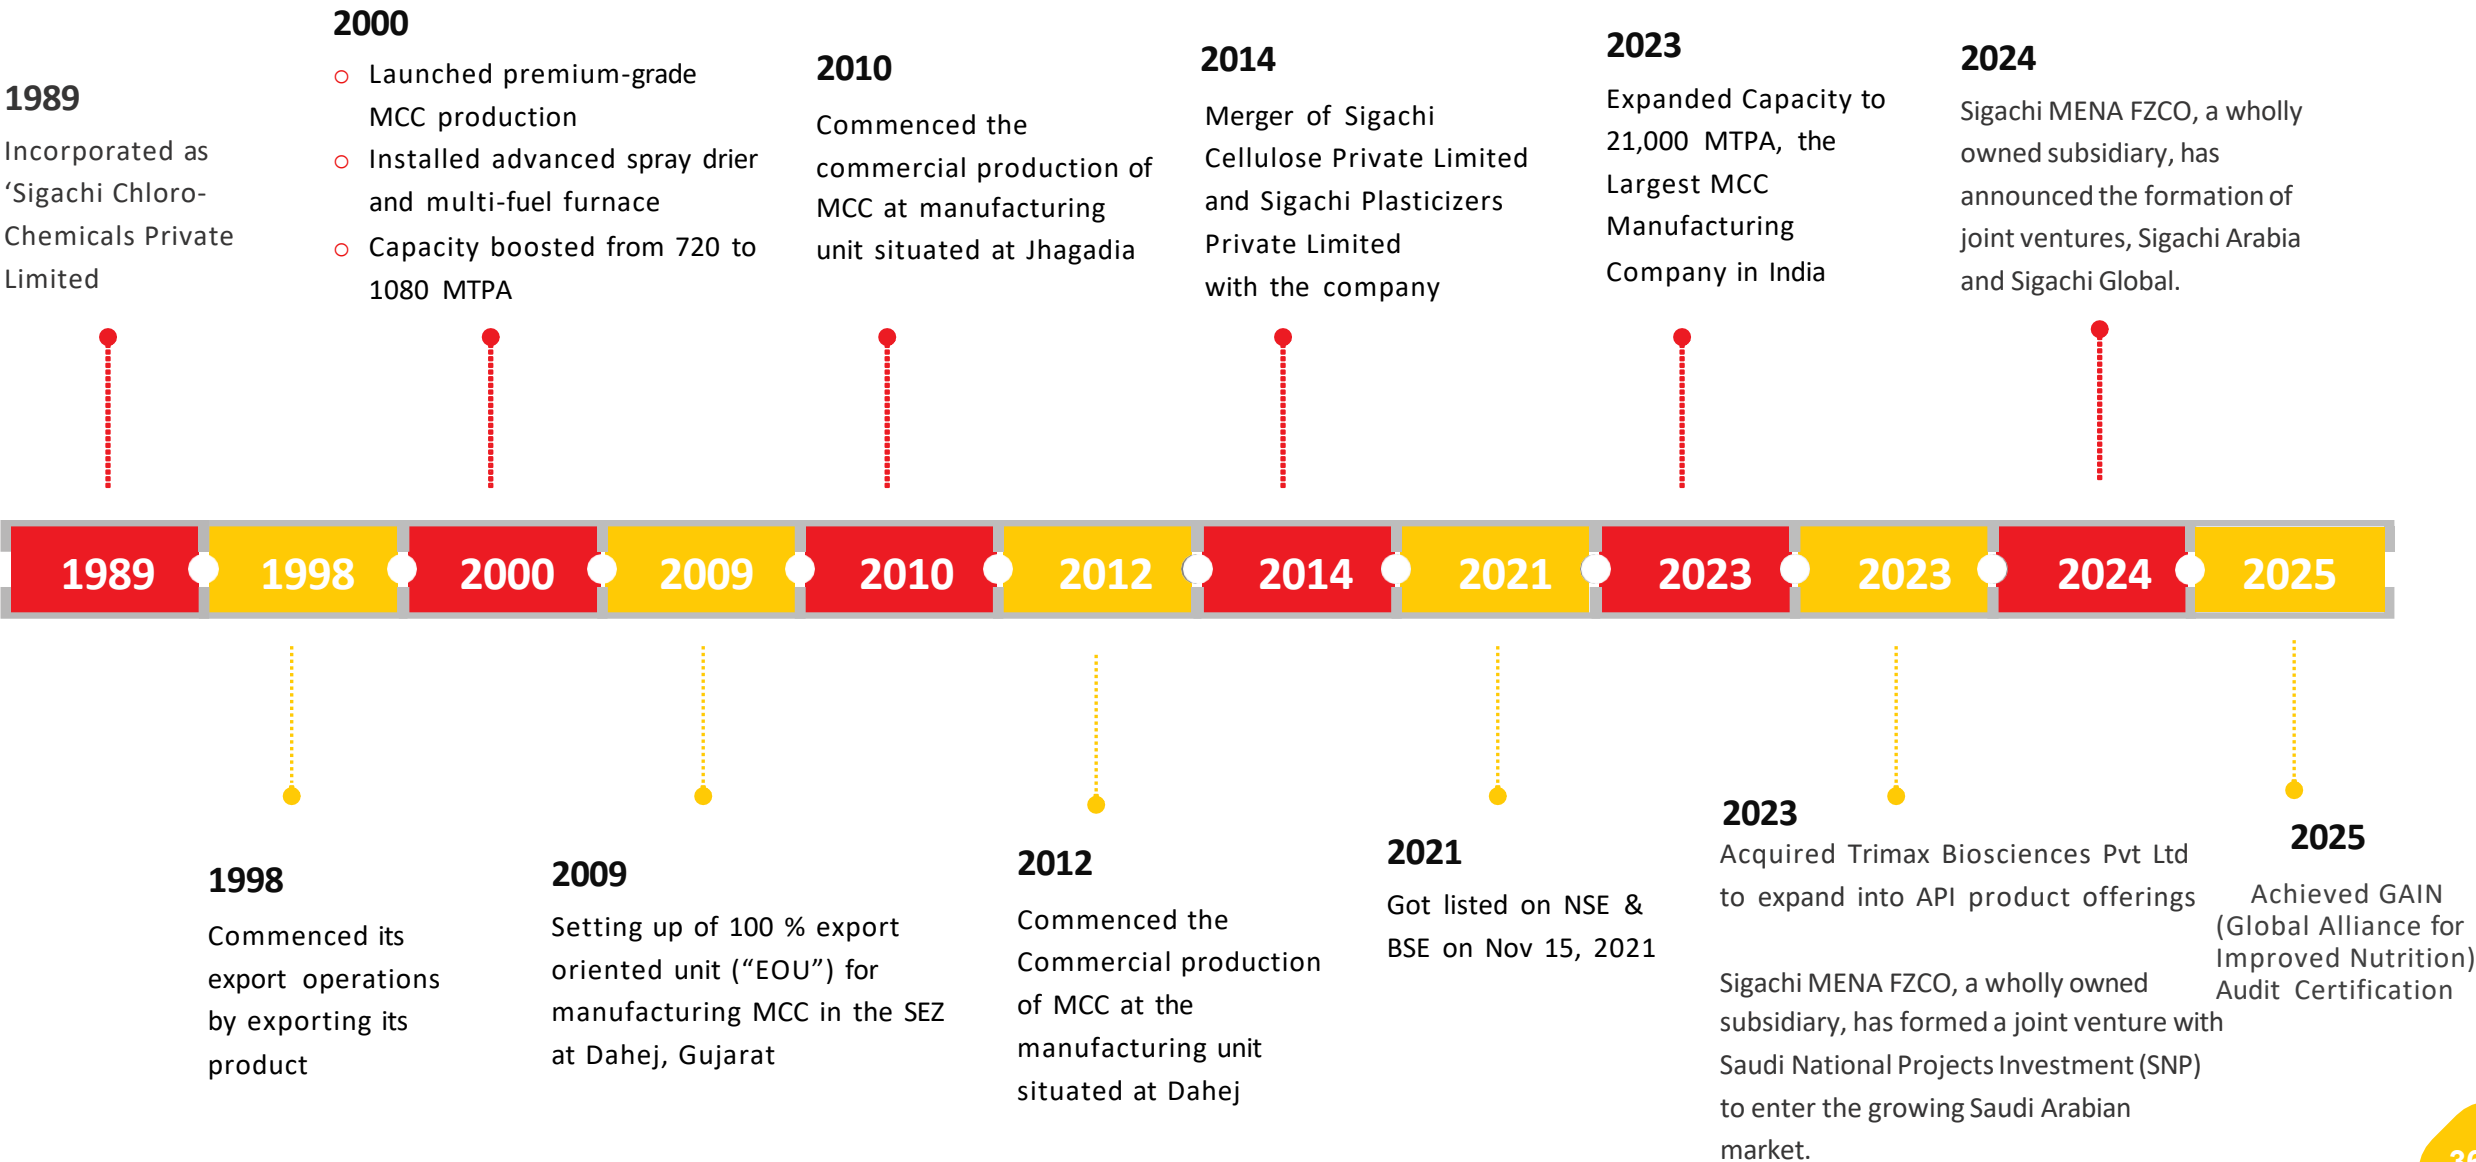 1989
Incorporated as
‘Sigachi Chloro-
Chemicals Private
Limited
2000
○ Launched premium-grade
MCC production
○ Installed advanced spray drier
and multi-fuel furnace
○ Capacity boosted from 720 to
1080 MTPA
2010
Commenced the
commercial production of
MCC at manufacturing
unit situated at Jhagadia
2014
Merger of Sigachi
Cellulose Private Limited
and Sigachi Plasticizers
Private Limited
with the company
2023
Expanded Capacity to
21,000 MTPA, the
Largest MCC
Manufacturing
Company in India
2024
Sigachi MENA FZCO, a wholly
owned subsidiary, has
announced the formation of
joint ventures, Sigachi Arabia
and Sigachi Global.
1989 1998 2000 2009 2010 2012 2014 2021 2023 2023 2024 2025
1998
Commenced its
export operations
by exporting its
product
2009
Setting up of 100 % export
oriented unit (“EOU”) for
manufacturing MCC in the SEZ
at Dahej, Gujarat
2012
Commenced the
Commercial production
of MCC at the
manufacturing unit
situated at Dahej
2021
Got listed on NSE &
BSE on Nov 15, 2021
2023
Acquired Trimax Biosciences Pvt Ltd
to expand into API product offerings
Sigachi MENA FZCO, a wholly owned
subsidiary, has formed a joint venture with
Saudi National Projects Investment (SNP)
to enter the growing Saudi Arabian
market.
2025
Achieved GAIN
(Global Alliance for
Improved Nutrition)
Audit Certification